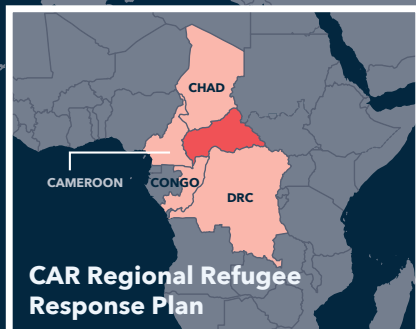 CHAD
CAMEROON
CONGO
DRC
CAR Regional Refugee
Response Plan